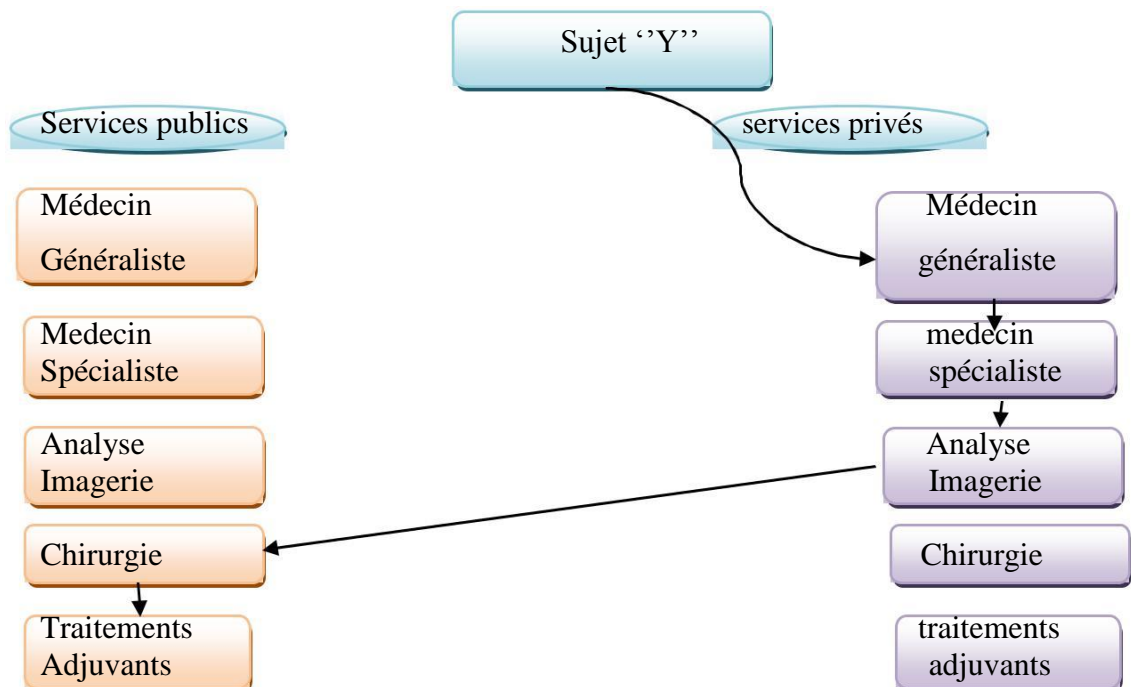 Sujet ‘’Y’’
Services publics
services privés
Médecin
Généraliste
Médecin
généraliste
Medecin
Spécialiste
medecin
spécialiste
Analyse
Imagerie
Analyse
Imagerie
Chirurgie
Chirurgie
Traitements
Adjuvants
traitements
adjuvants